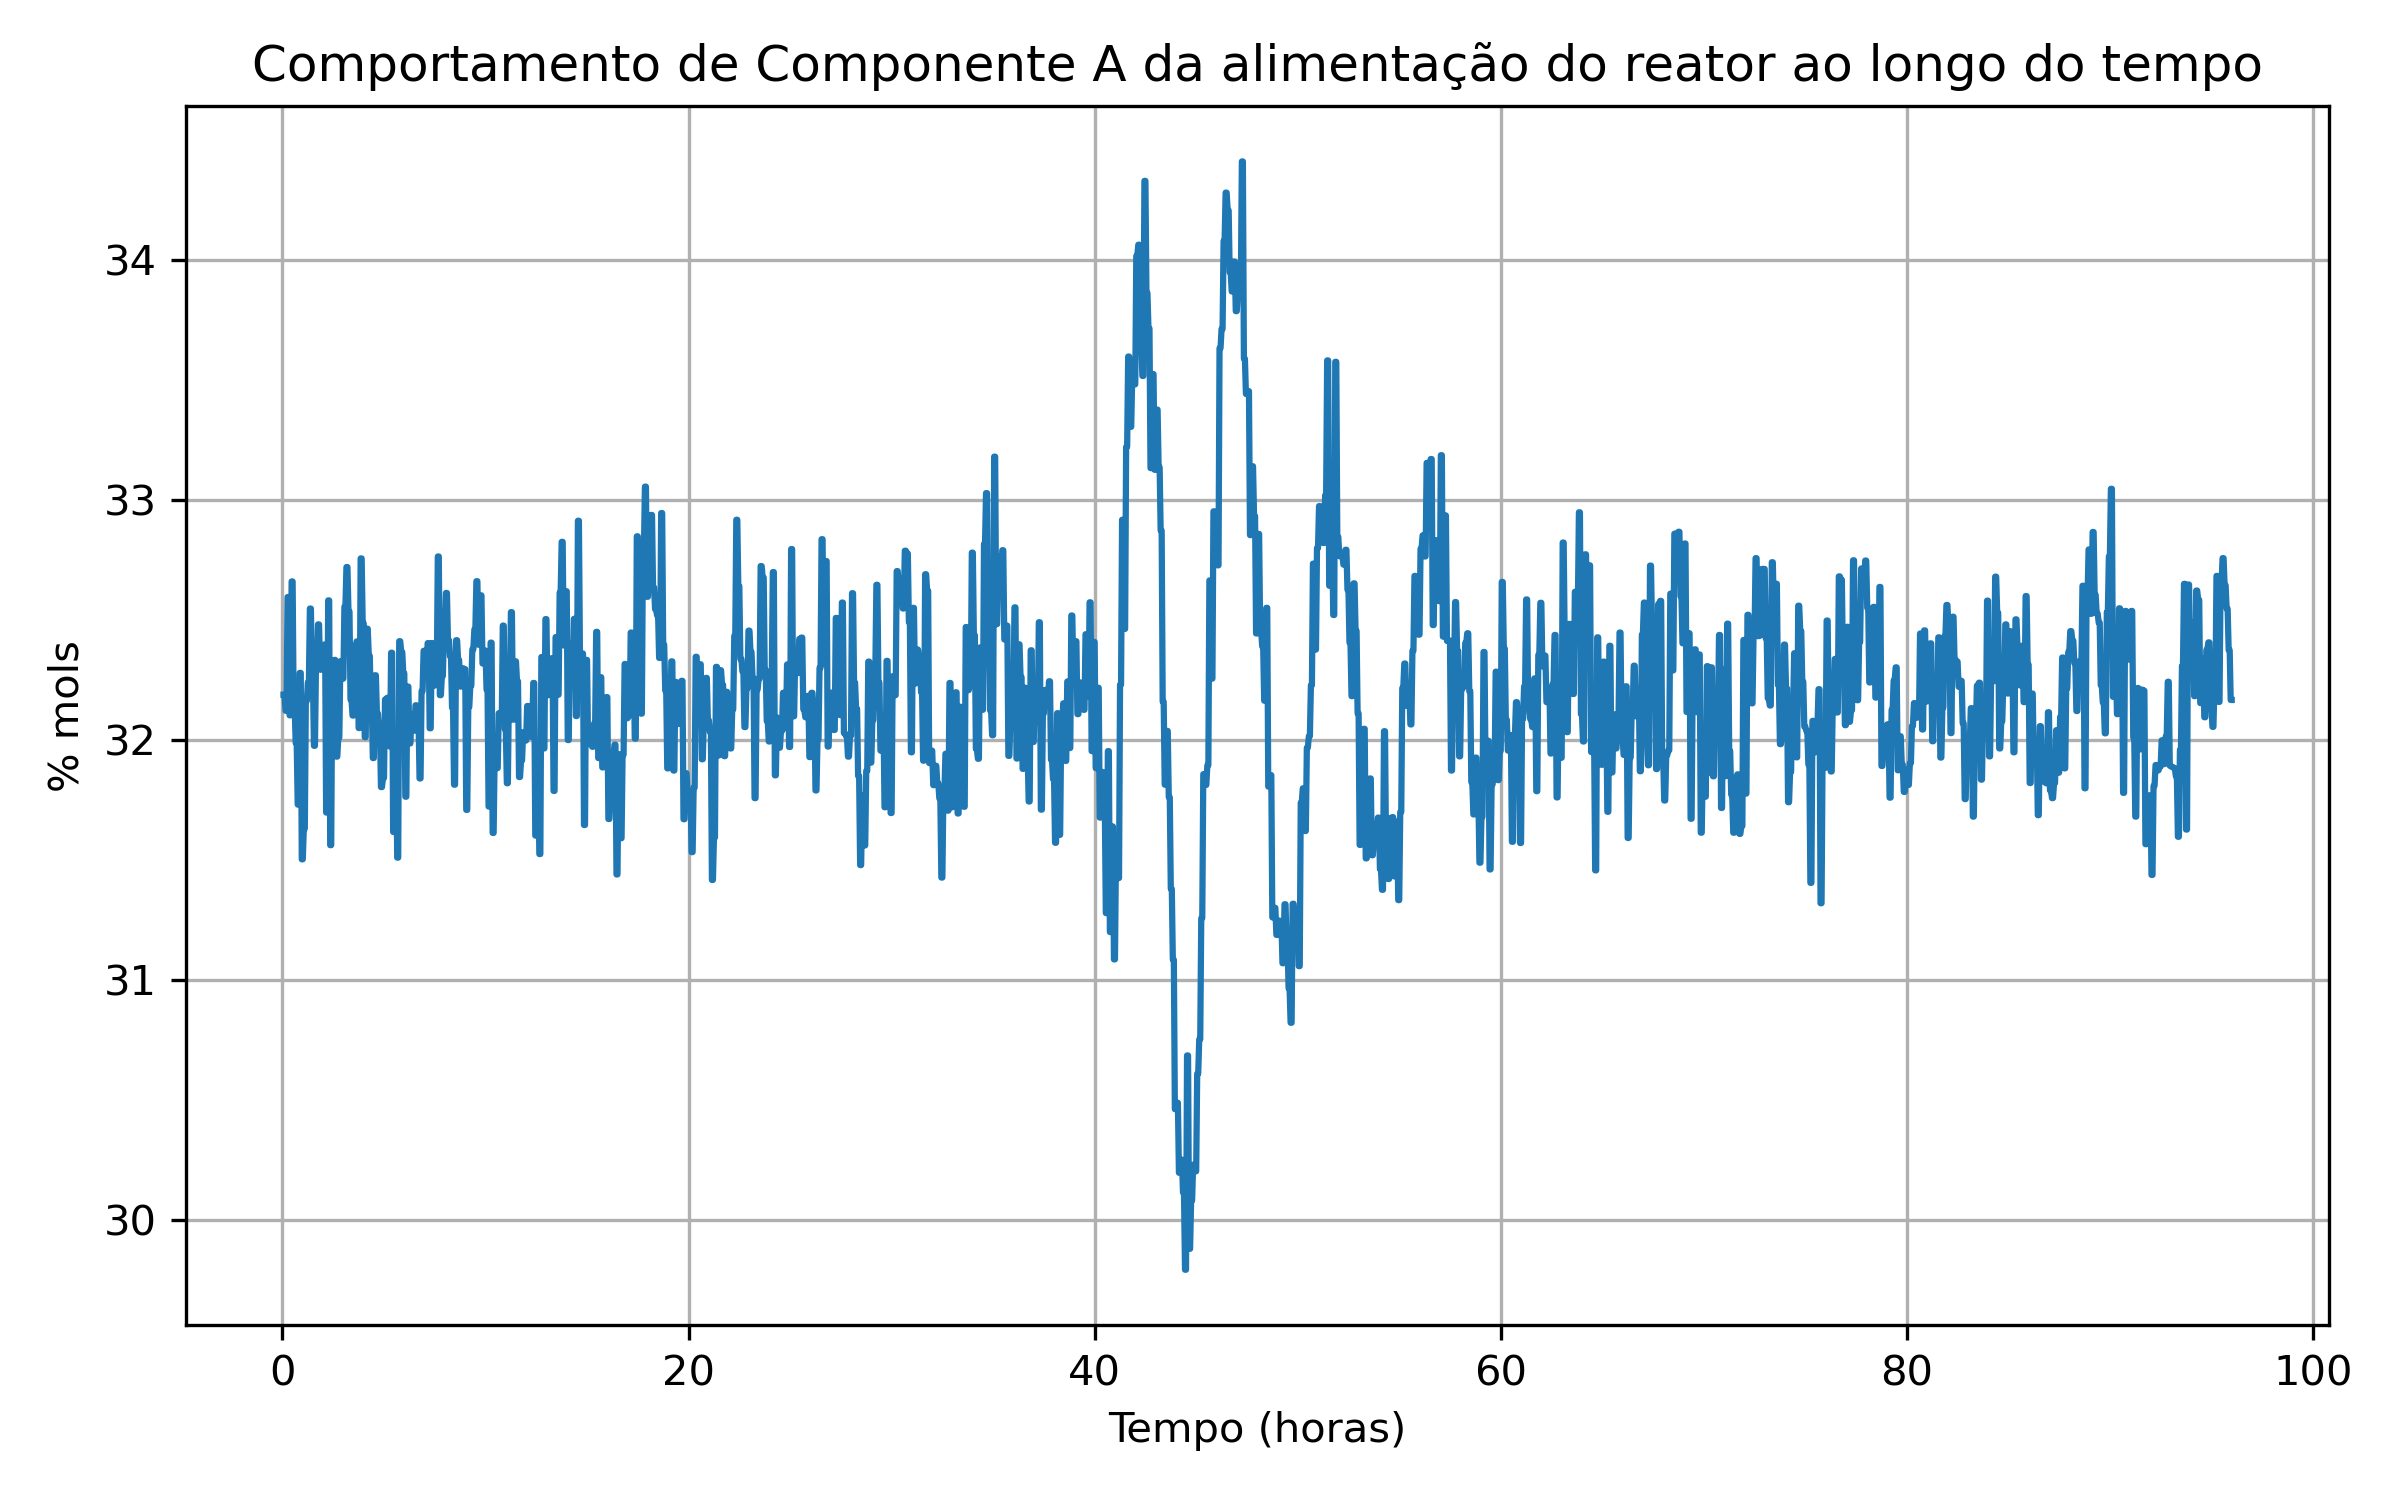 Comportamento de Componente A da alimentação do reator ao longo do tempo
% mols
34
33
32
31
30
0 20 40 60 80 100
Tempo (horas)